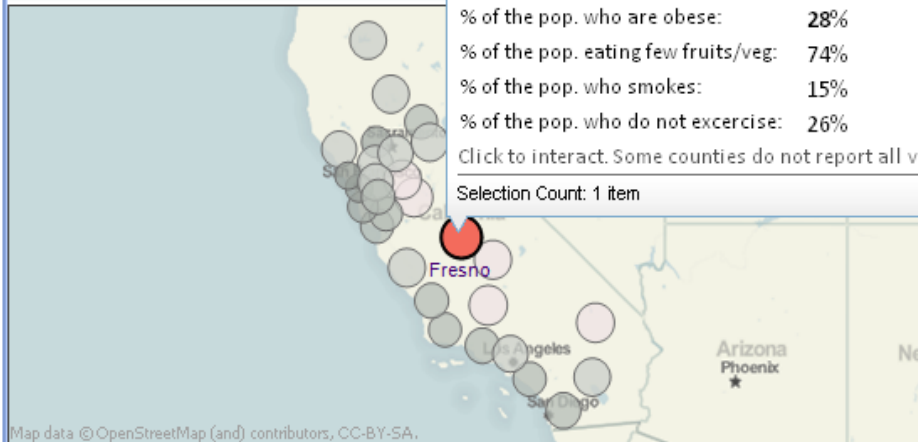 % of the pop. who are obese: 28%
% of the pop. eating few fruits/veg: 74%
% of the pop. who smokes: 15%
% of the pop. who do not excercise: 26%
Click to interact. Some counties do not report all v
Selection Count: 1 item
Fresno
Los Angeles
Arizona
Phoenix
San Diego
Map data © OpenStreetMap (and) contributors, CC-BY-SA.